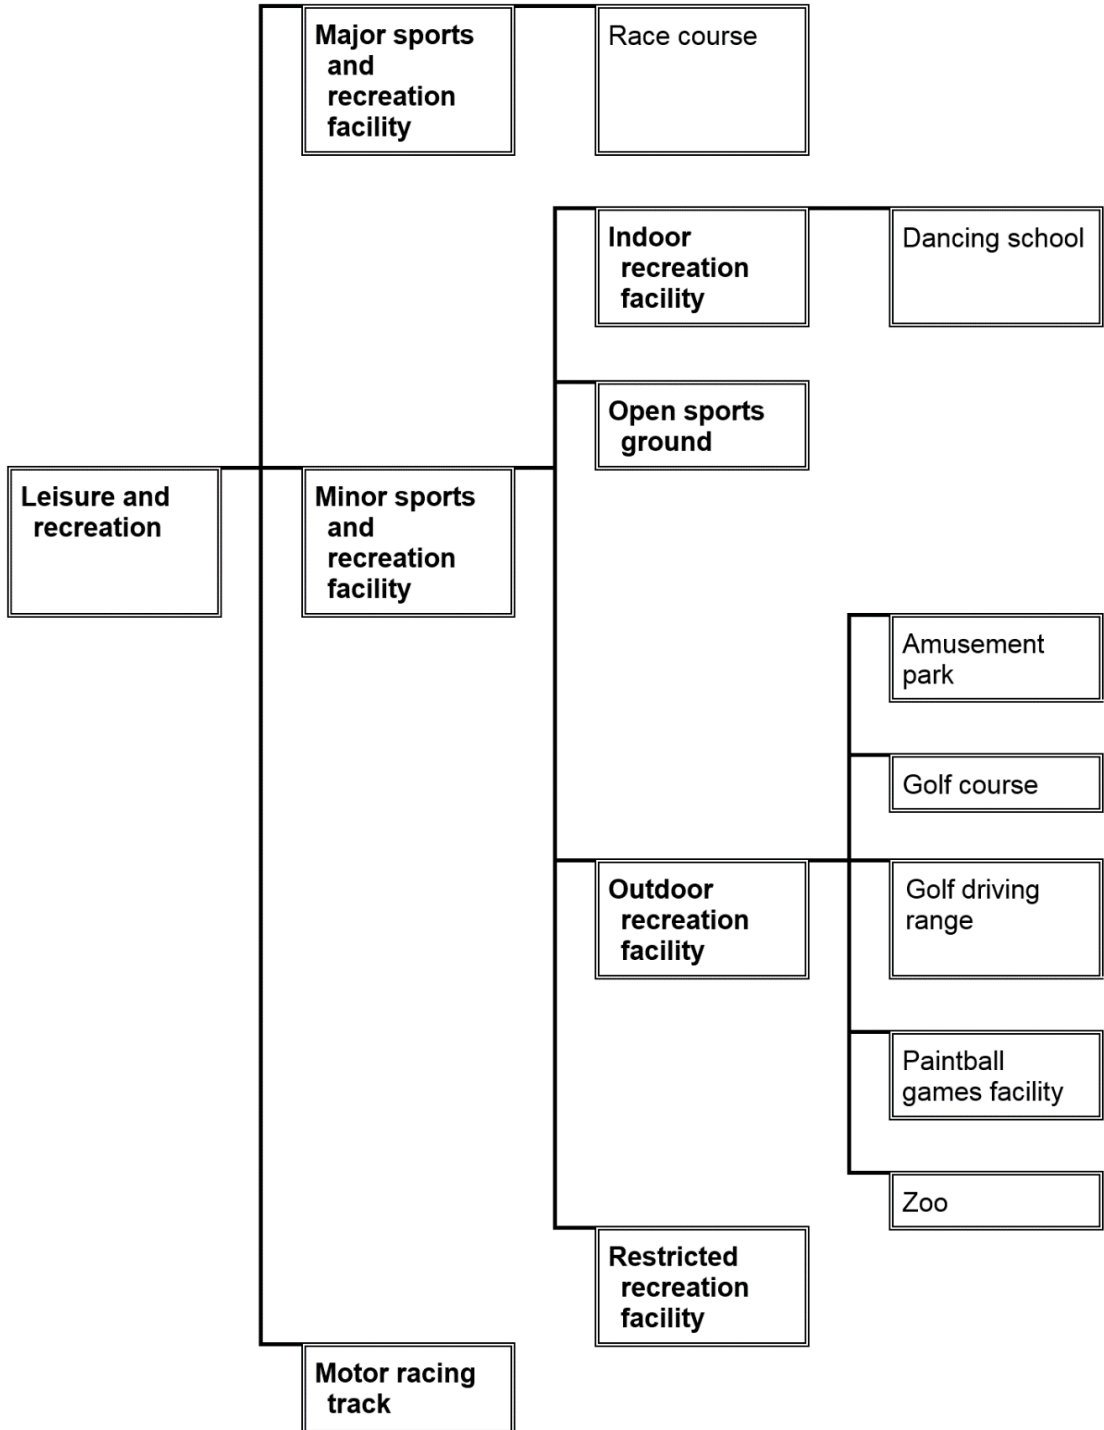 Major sports
and
recreation
facility
Race course
Indoor
recreation
facility
Dancing school
Open sports
ground
Leisure and
recreation
Minor sports
and
recreation
facility
Amusement
park
Golf course
Outdoor
recreation
facility
Golf driving
range
Paintball
games facility
Zoo
Restricted
recreation
facility
Motor racing
track